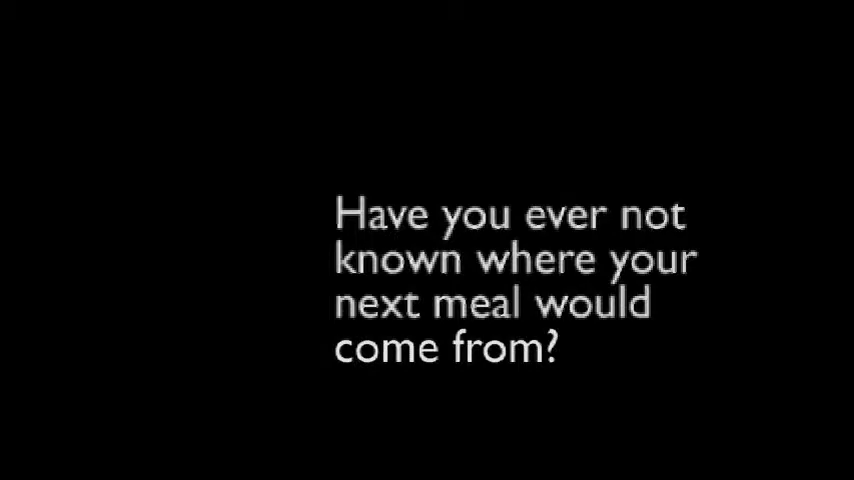 Have you ever not
known where your
next meal would
come from?